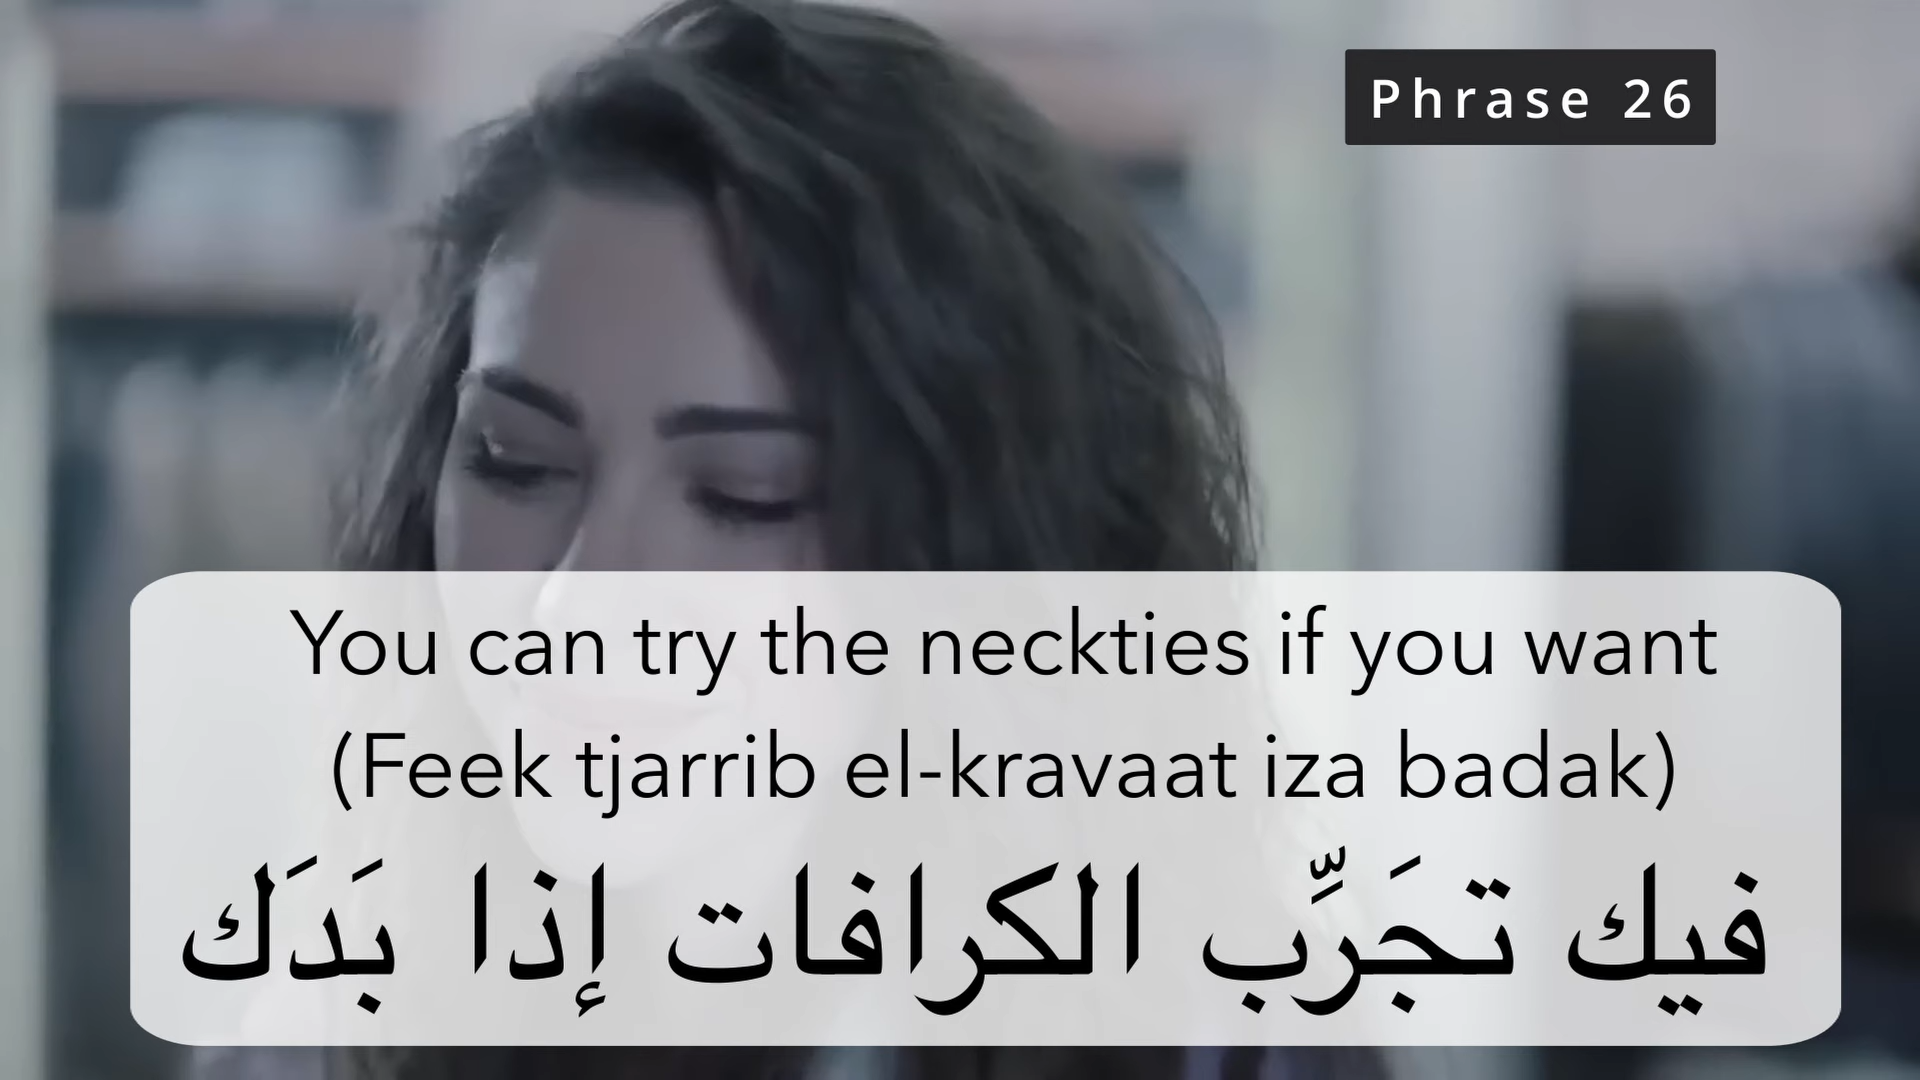 Phrase 26
You can try the neckties if you want
(Feek tjarrib el-kravaat iza badak)
فيك تجَرِّب الكرافات إذا بَدَك